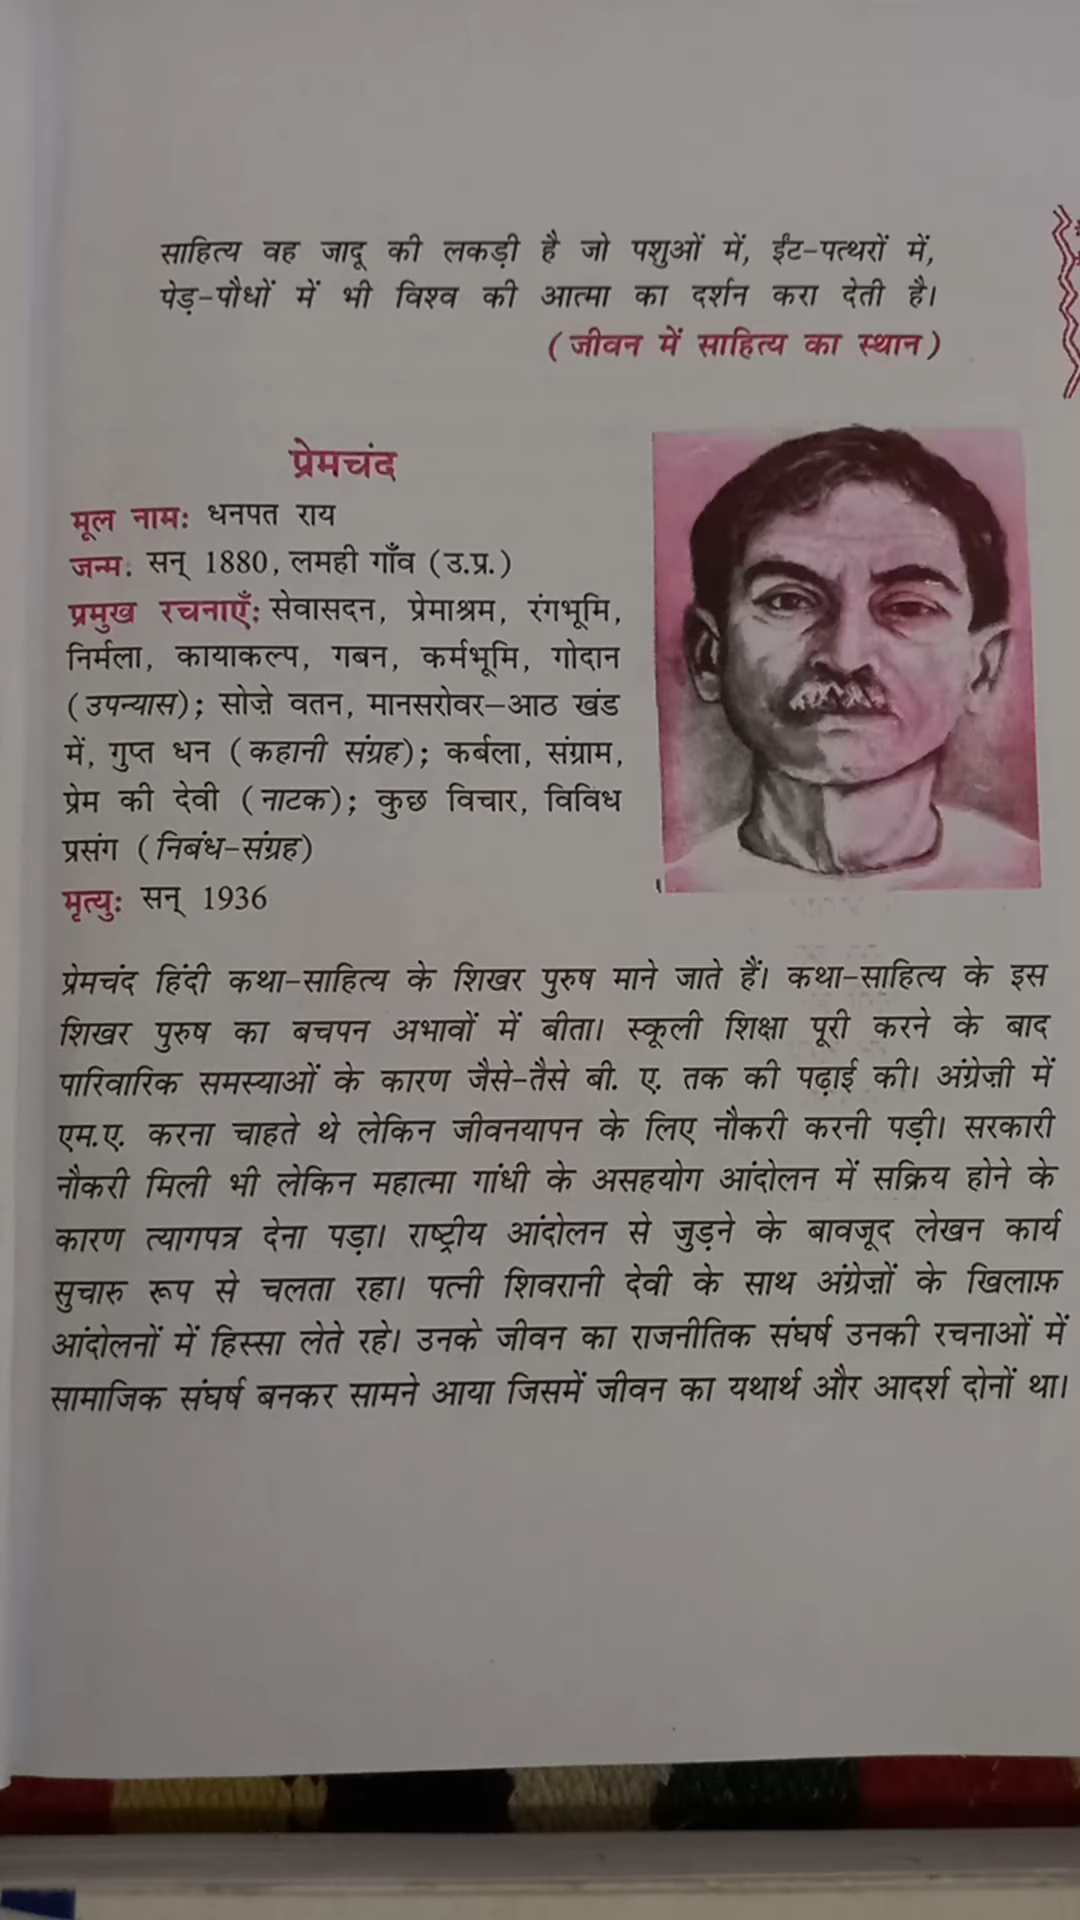 साहित्य वह जादू की लकड़ी है जो पशुओं में, ईंट-पत्थरों में,
पेड़-पौधों में भी विश्व की आत्मा का दर्शन करा देती है।
(जीवन में साहित्य का स्थान)
प्रेमचंद
मूल नाम: धनपत राय
जन्म: सन् 1880, लमही गाँव (उ.प्र.)
प्रमुख रचनाएँ: सेवासदन, प्रेमाश्रम, रंगभूमि,
निर्मला, कायाकल्प, गबन, कर्मभूमि, गोदान
(उपन्यास); सोज़े वतन, मानसरोवर–आठ खंड
में, गुप्त धन (कहानी संग्रह); कर्बला, संग्राम,
प्रेम की देवी (नाटक); कुछ विचार, विविध
प्रसंग (निबंध-संग्रह)
मृत्यु: सन् 1936
प्रेमचंद हिंदी कथा-साहित्य के शिखर पुरुष माने जाते हैं। कथा-साहित्य के इस
शिखर पुरुष का बचपन अभावों में बीता। स्कूली शिक्षा पूरी करने के बाद
पारिवारिक समस्याओं के कारण जैसे-तैसे बी. ए. तक की पढ़ाई की। अंग्रेज़ी में
एम.ए. करना चाहते थे लेकिन जीवनयापन के लिए नौकरी करनी पड़ी। सरकारी
नौकरी मिली भी लेकिन महात्मा गांधी के असहयोग आंदोलन में सक्रिय होने के
कारण त्यागपत्र देना पड़ा। राष्ट्रीय आंदोलन से जुड़ने के बावजूद लेखन कार्य
सुचारु रूप से चलता रहा। पत्नी शिवरानी देवी के साथ अंग्रेज़ों के खिलाफ़
आंदोलनों में हिस्सा लेते रहे। उनके जीवन का राजनीतिक संघर्ष उनकी रचनाओं में
सामाजिक संघर्ष बनकर सामने आया जिसमें जीवन का यथार्थ और आदर्श दोनों था।